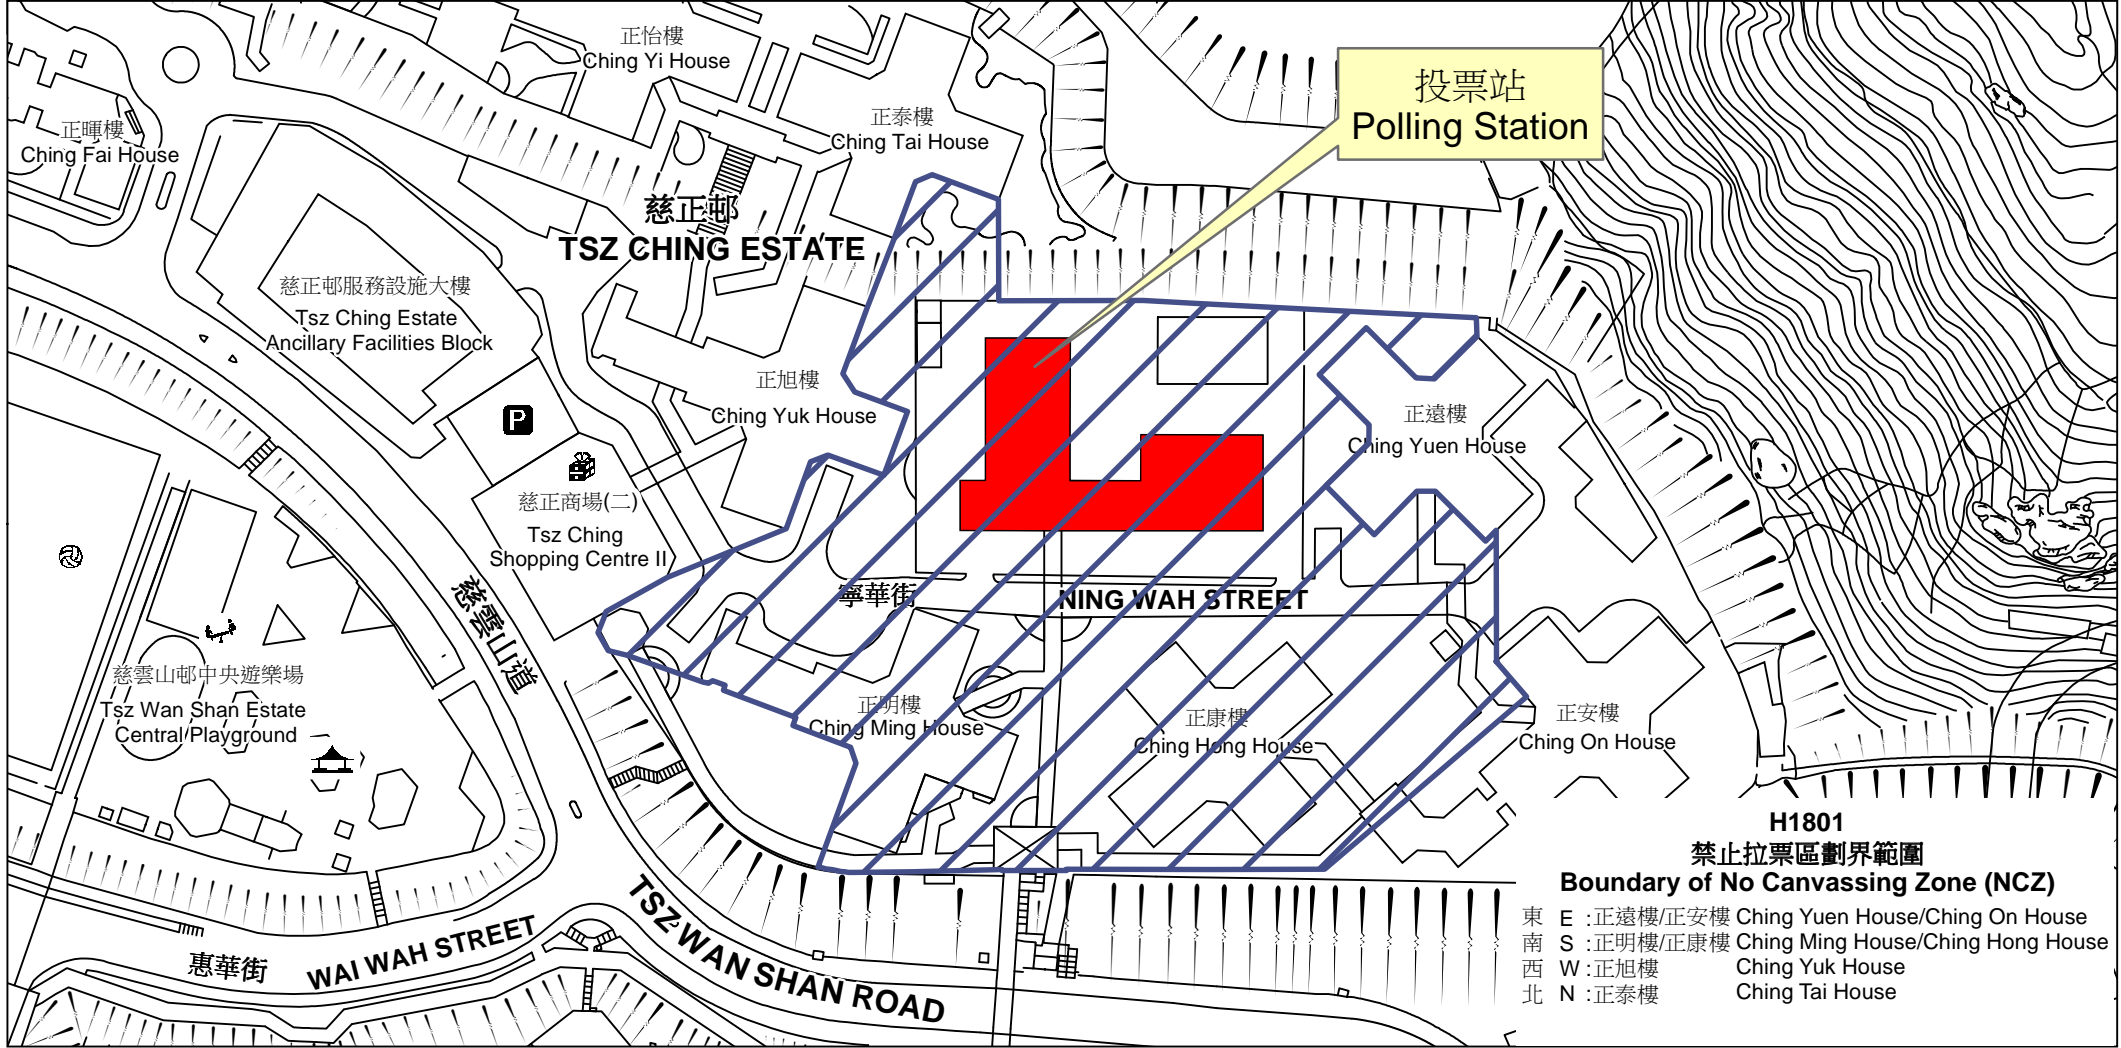 正怡樓
Ching Yi House
投票站
Polling Station
正暉樓
Ching Fai House
正泰樓
Ching Tai House
慈正邨
TSZ CHING ESTATE
慈正邨服務設施大樓
Tsz Ching Estate
Ancillary Facilities Block
正旭樓
Ching Yuk House
P
正遠樓
Ching Yuen House
慈正商場(二)
Tsz Ching
Shopping Centre II
寧華街
NING WAH STREET
慈雲山道
慈雲山邨中央遊樂場
Tsz Wan Shan Estate
Central Playground
正明樓
Ching Ming House
正康樓
Ching Hong House
正安樓
Ching On House
惠華街
WAI WAH STREET
TSZ WAN SHAN ROAD
H1801
禁止拉票區劃界範圍
Boundary of No Canvassing Zone (NCZ)
東 E :正遠樓/正安樓 Ching Yuen House/Ching On House
南 S :正明樓/正康樓 Ching Ming House/Ching Hong House
西 W :正旭樓 Ching Yuk House
北 N :正泰樓 Ching Tai House